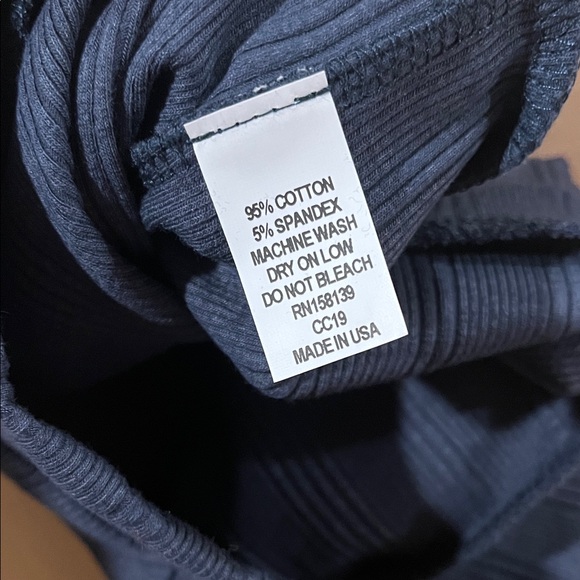 95% COTTON
5% SPANDEX
MACHINE WASH
DRY ON LOW
DO NOT BLEACH
RN158139
CC19
MADE IN USA